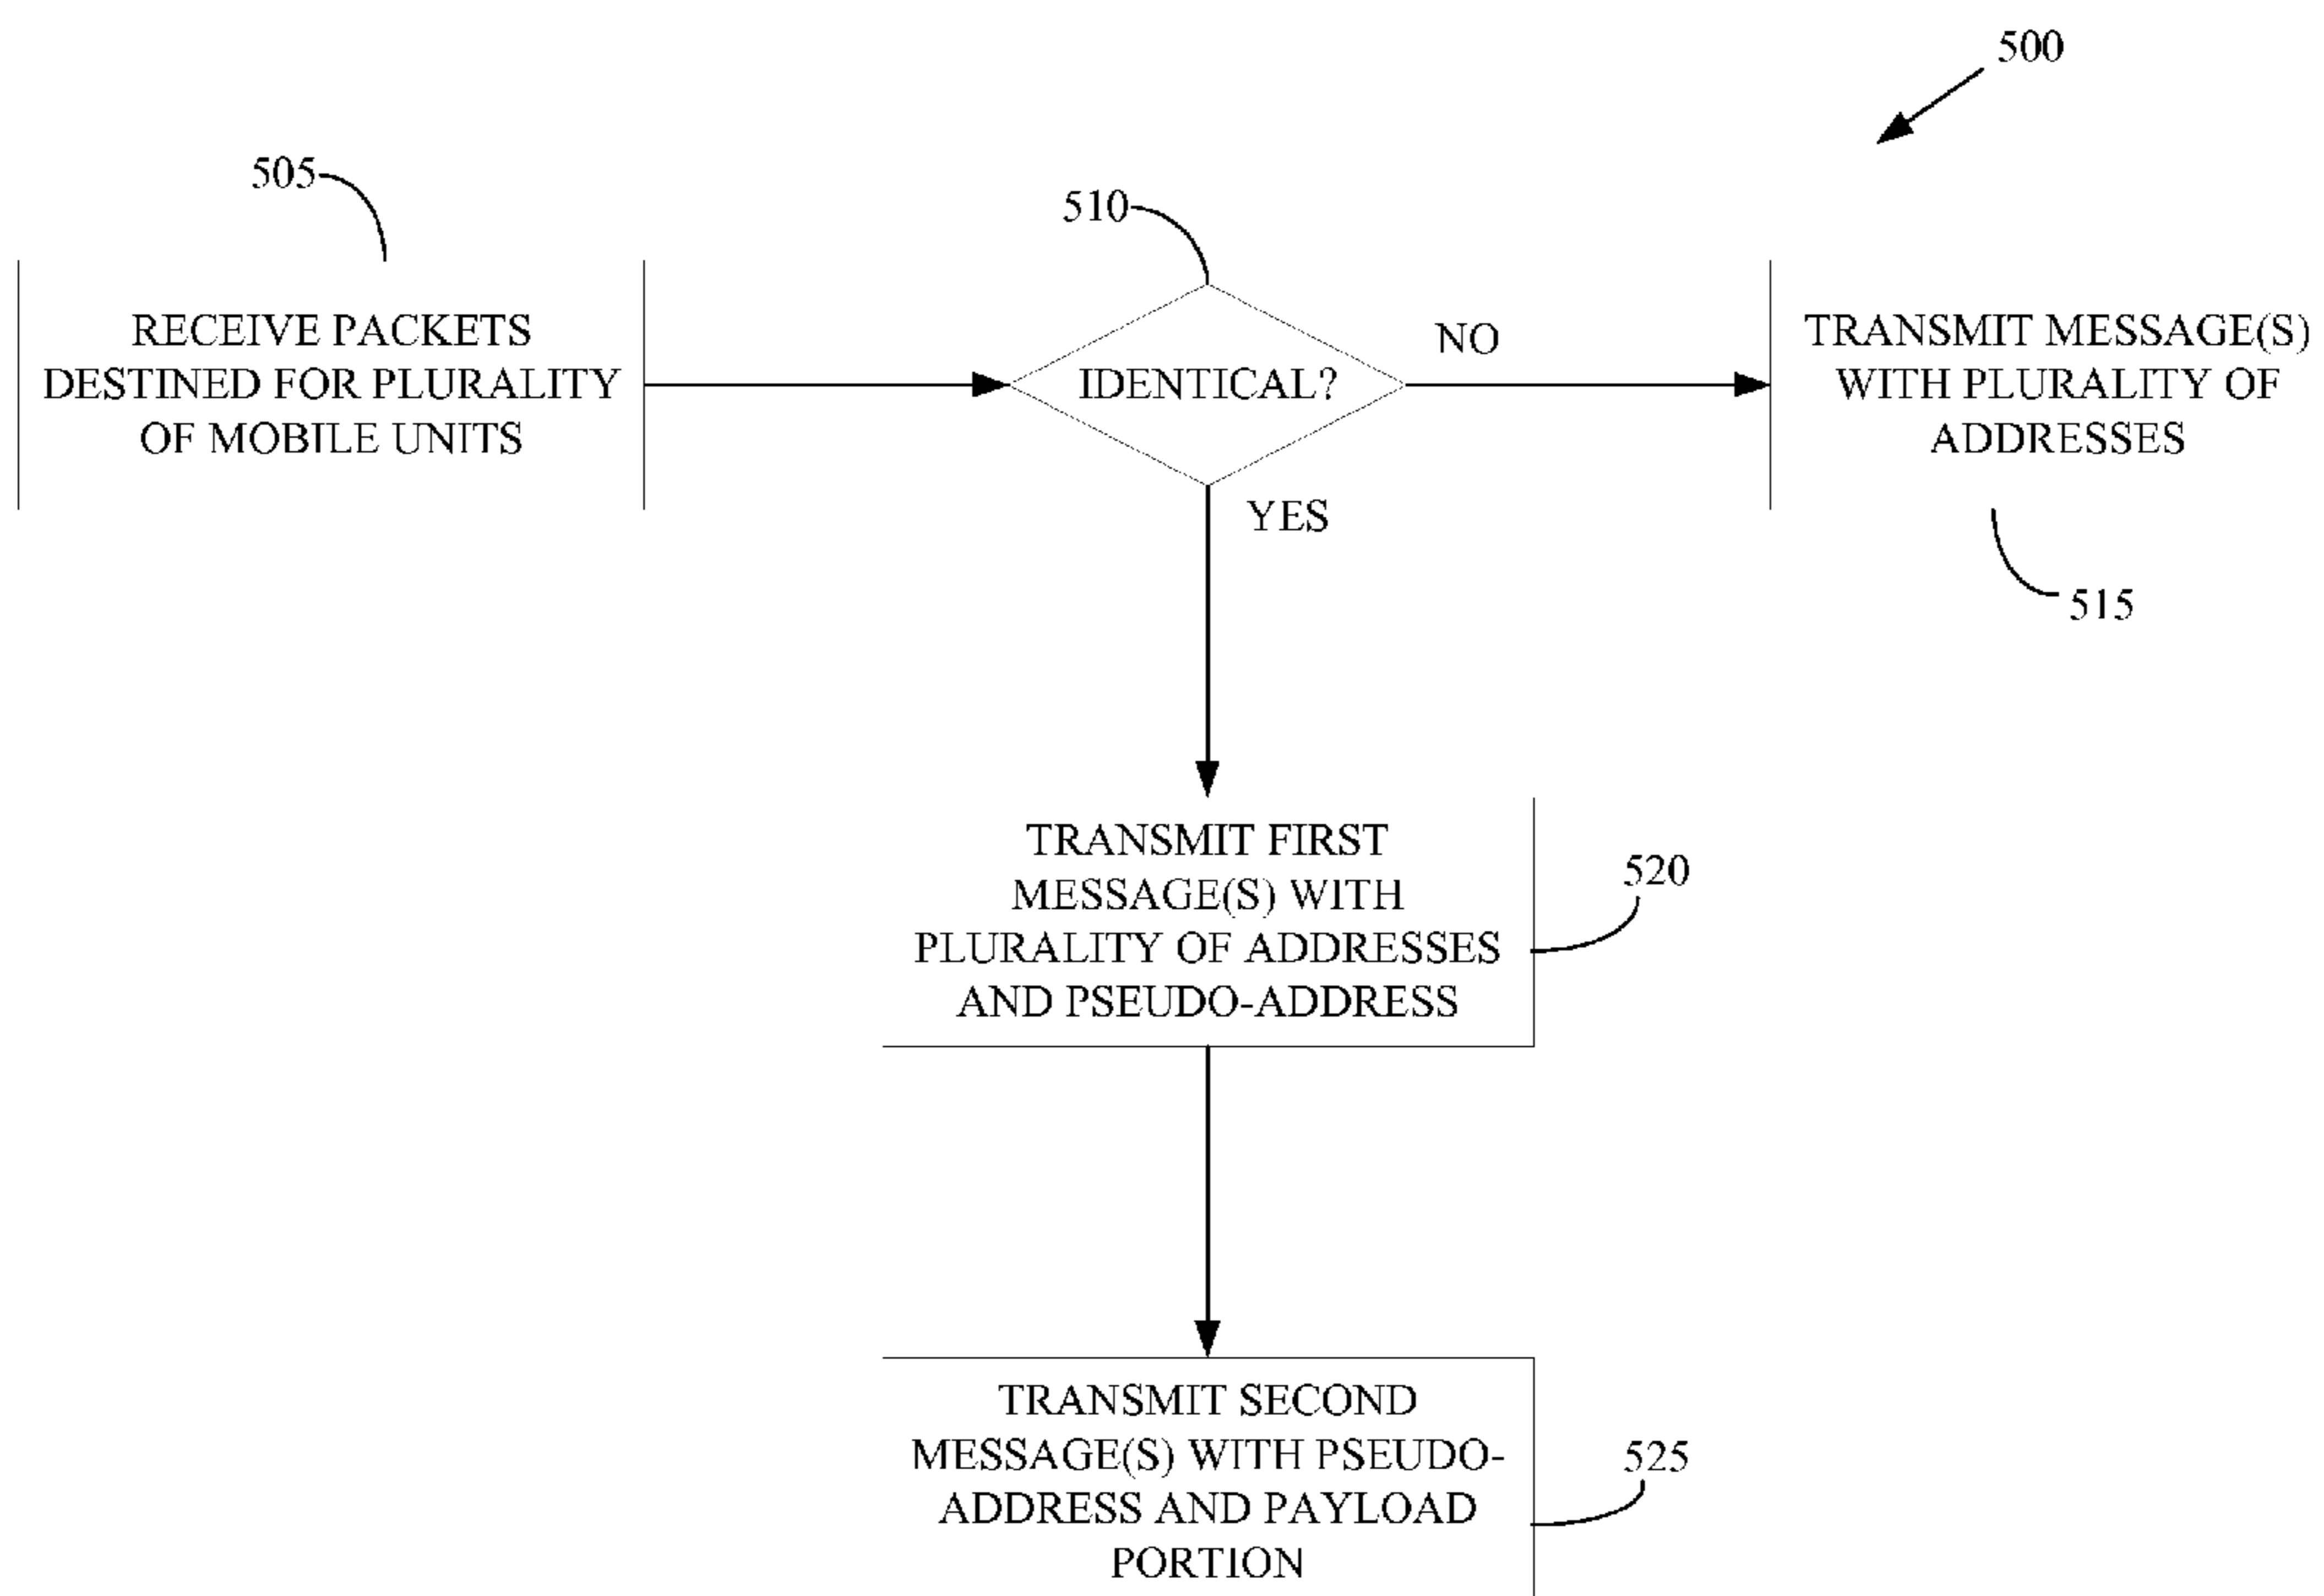 500
505
510
RECEIVE PACKETS
DESTINED FOR PLURALITY
OF MOBILE UNITS
IDENTICAL?
NO
YES
TRANSMIT MESSAGE(S)
WITH PLURALITY OF
ADDRESSES
515
TRANSMIT FIRST
MESSAGE(S) WITH
PLURALITY OF ADDRESSES
AND PSEUDO-ADDRESS
520
TRANSMIT SECOND
MESSAGE(S) WITH PSEUDO-
ADDRESS AND PAYLOAD
PORTION
525